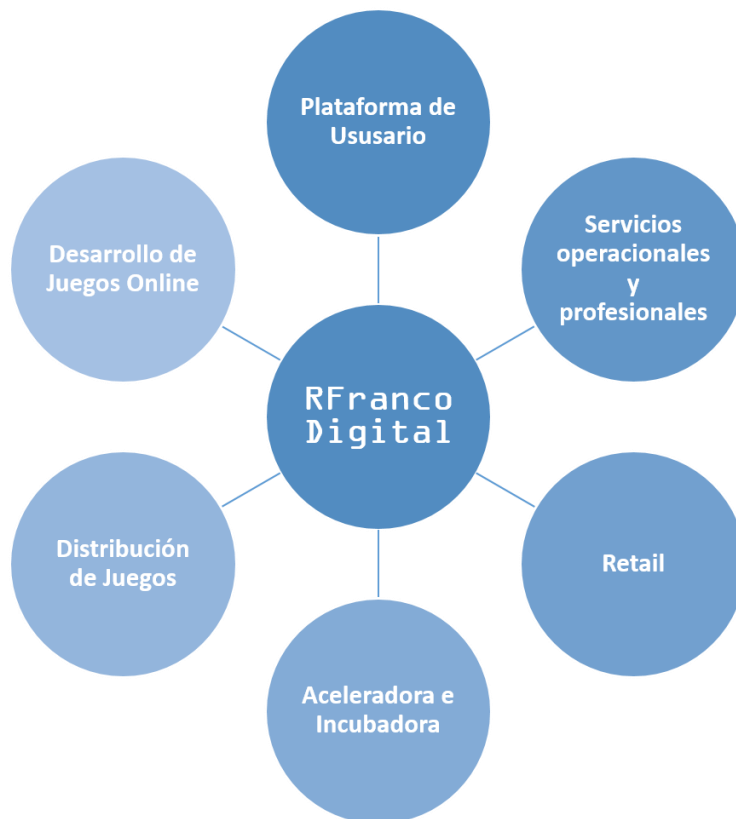 Plataforma de
Ususario
Servicios
operacionales
y
profesionales
Desarrollo de
Juegos Online
RFranco
Digital
Distribución
de Juegos
Retail
Aceleradora e
Incubadora